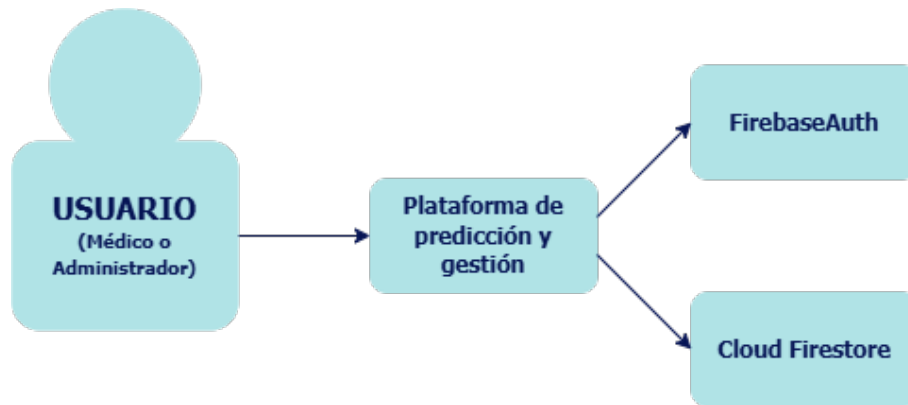 USUARIO
(Médico o
Administrador)
Plataforma de
predicción y
gestión
FirebaseAuth
Cloud Firestore